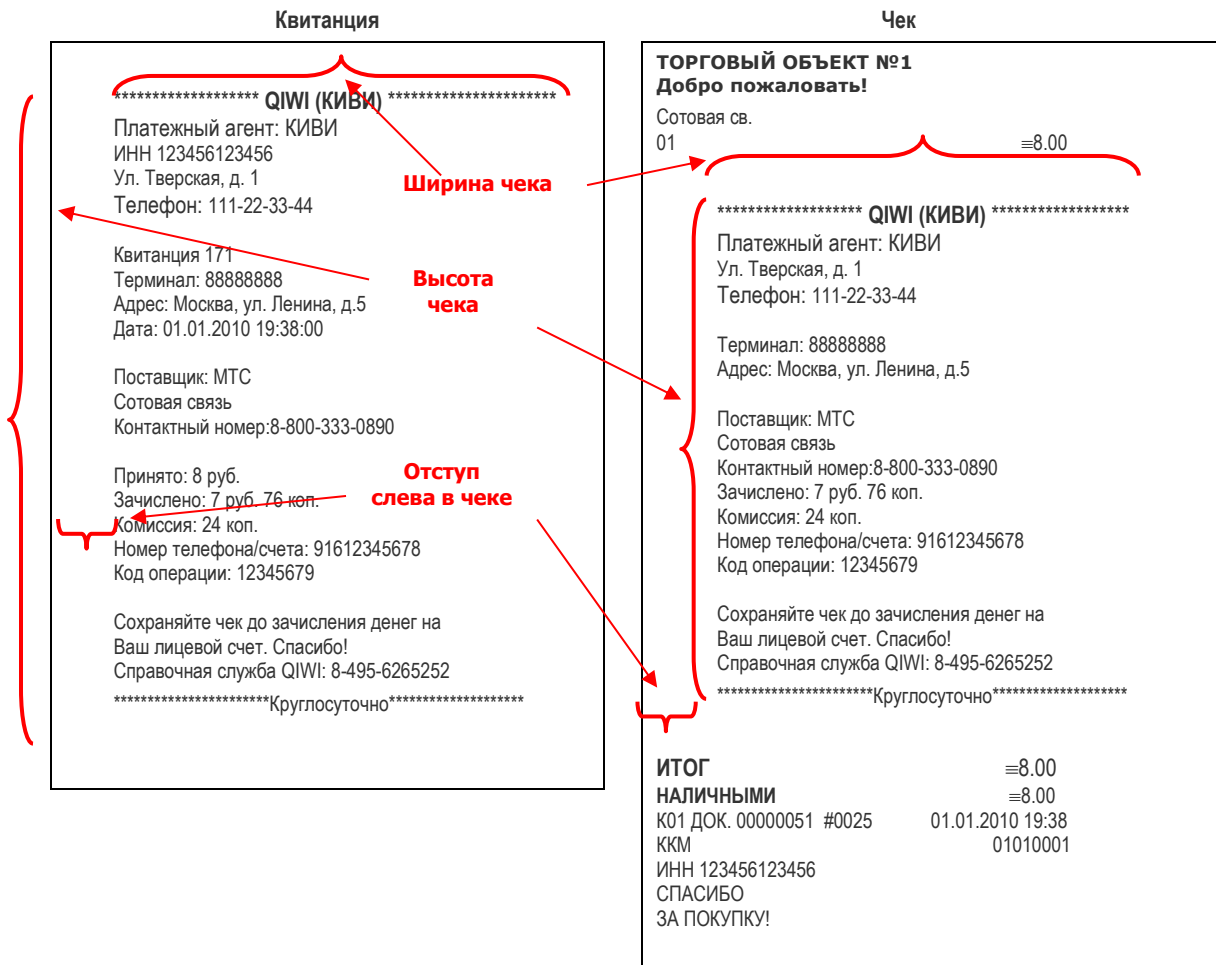 Квитанция
******************* QIWI (КИВИ) **********************
Платежный агент: КИВИ
ИНН 123456123456
Ул. Тверская, д. 1
Телефон: 111-22-33-44
Квитанция 171
Терминал: 88888888
Адрес: Москва, ул. Ленина, д.5
Дата: 01.01.2010 19:38:00
Поставщик: МТС
Сотовая связь
Контактный номер:8-800-333-0890
Принято: 8 руб.
Зачислено: 7 руб. 76 коп.
Комиссия: 24 коп.
Номер телефона/счета: 91612345678
Код операции: 12345679
Сохраняйте чек до зачисления денег на
Ваш лицевой счет. Спасибо!
Справочная служба QIWI: 8-495-6265252
***********************Круглосуточно********************
Ширина чека
Высота
чека
Отступ
слева в чеке
Чек
ТОРГОВЫЙ ОБЪЕКТ №1
Добро пожаловать!
Сотовая св.
01 ≡8.00
******************* QIWI (КИВИ) ******************
Платежный агент: КИВИ
Ул. Тверская, д. 1
Телефон: 111-22-33-44
Терминал: 88888888
Адрес: Москва, ул. Ленина, д.5
Поставщик: МТС
Сотовая связь
Контактный номер:8-800-333-0890
Зачислено: 7 руб. 76 коп.
Комиссия: 24 коп.
Номер телефона/счета: 91612345678
Код операции: 12345679
Сохраняйте чек до зачисления денег на
Ваш лицевой счет. Спасибо!
Справочная служба QIWI: 8-495-6265252
***********************Круглосуточно********************
ИТОГ ≡8.00
НАЛИЧНЫМИ ≡8.00
К01 ДОК. 00000051 #0025 01.01.2010 19:38
ККМ 01010001
ИНН 123456123456
СПАСИБО
ЗА ПОКУПКУ!